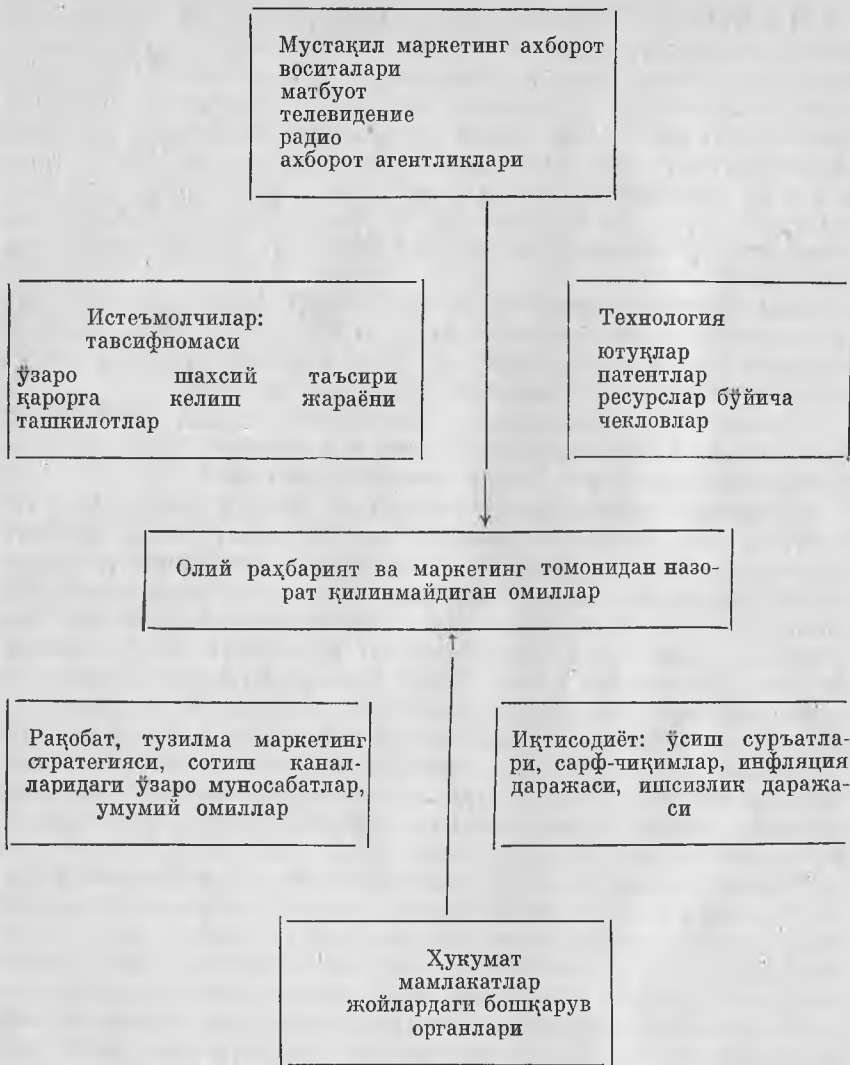 Мустақил маркетинг ахборот
воситалари
матбуот
телевидение
радио
ахборот агентликлари
Истеъмолчилар:
тавсифномаси
ўзаро шахсий таъсири
қарорга келиш жараёни
ташкилотлар
Технология
ютуқлар
патентлар
ресурслар бўйича
чекловлар
Олий раҳбарият ва маркетинг томонидан назо-
рат қилинмайдиган омиллар
Рақобат, тузилма маркетинг
стратегияси, сотиш канал-
ларидаги ўзаро муносабатлар,
умумий омиллар
Иқтисодиёт: ўсиш суръатла-
ри, сарф-чиқимлар, инфляция
даражаси, ишсизлик даража-
си
Ҳукумат
мамлакатлар
жойлардаги бошқарув
органлари